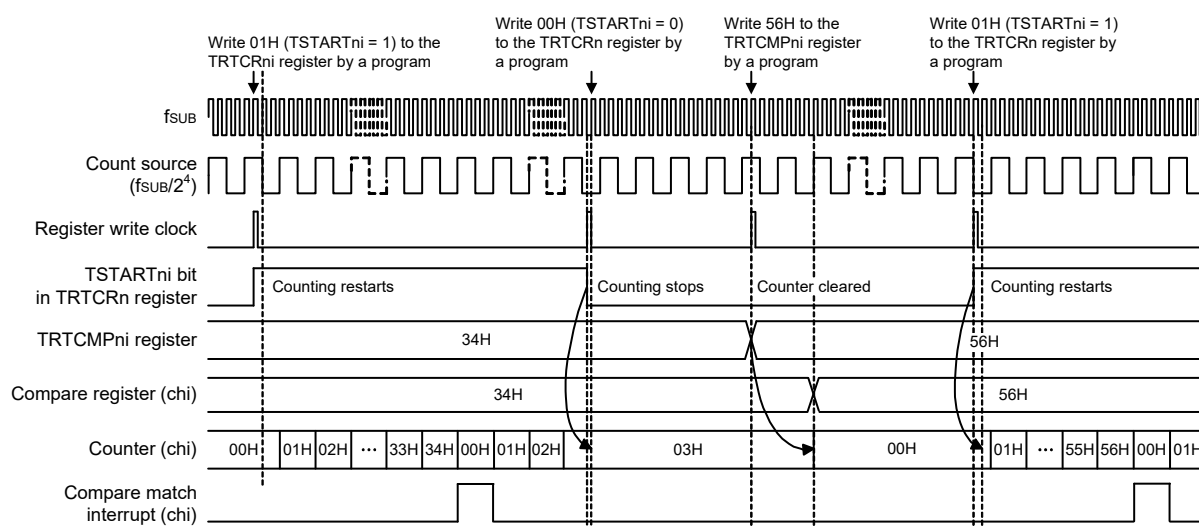 Write 01H (TSTARTni = 1) to the
TRTCRni register by a program
Write 00H (TSTARTni = 0)
to the TRTCRn register by
a program
Write 56H to the
TRTCMPni register
by a program
Write 01H (TSTARTni = 1)
to the TRTCRn register by
a program
fSUB
Count source
(fSUB/2⁴)
Register write clock
TSTARTni bit
in TRTCRn register
Counting restarts
Counting stops
Counter cleared
Counting restarts
TRTCMPni register
34H
56H
Compare register (chi)
34H
56H
Counter (chi)
00H 01H 02H ... 33H 34H 00H 01H 02H 03H 00H 01H ... 55H 56H 00H 01H
Compare match
interrupt (chi)